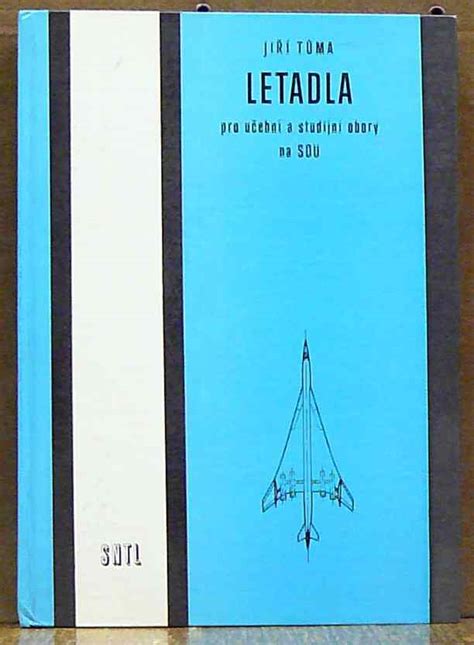 JIŘÍ TŮMA
LETADLA
pro učební a studijní obory
na SOU
SNTL